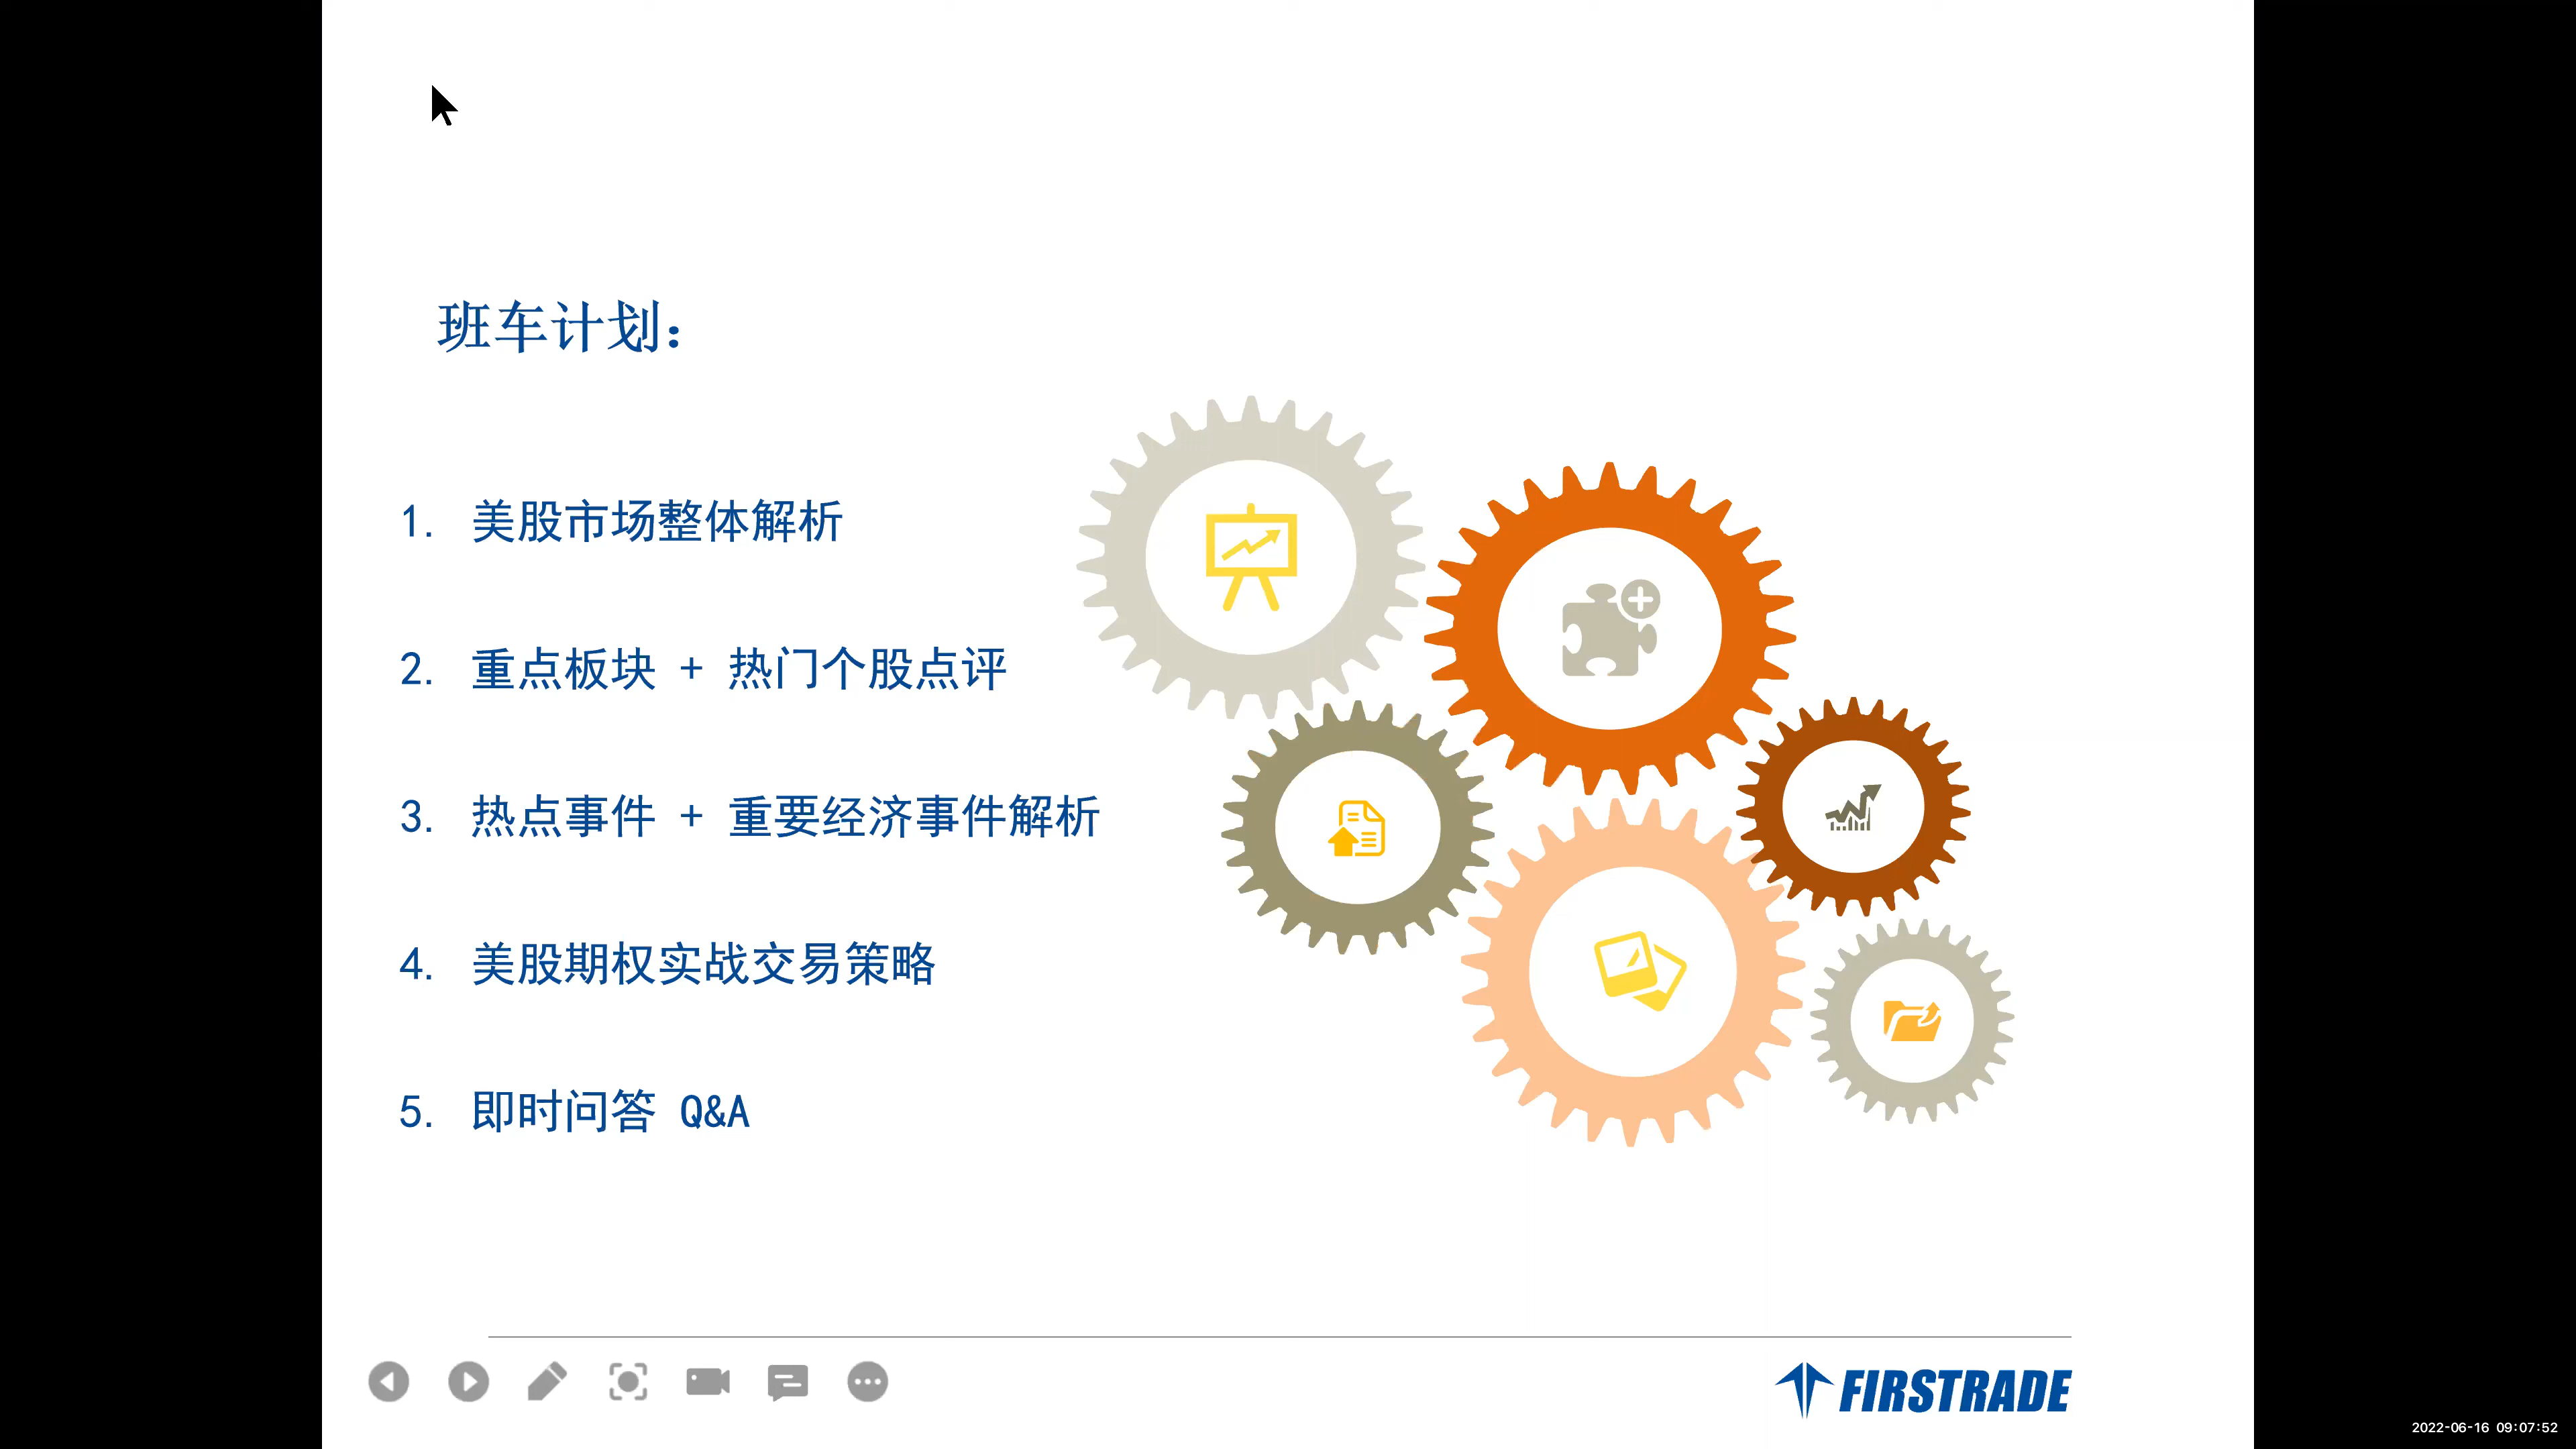 班车计划：
1. 美股市场整体解析
2. 重点板块 + 热门个股点评
3. 热点事件 + 重要经济事件解析
4. 美股期权实战交易策略
5. 即时问答 Q&A
FIRSTRADE
2022-06-16 09:07:52